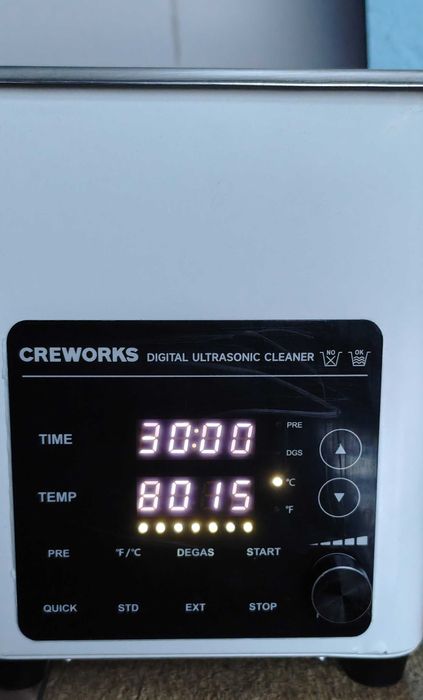 CREWORKS DIGITAL ULTRASONIC CLEANER NO OK
TIME 30:00 PRE
DGS
TEMP 8015 °C
°F
PRE °F/°C DEGAS START
QUICK STD EXT STOP